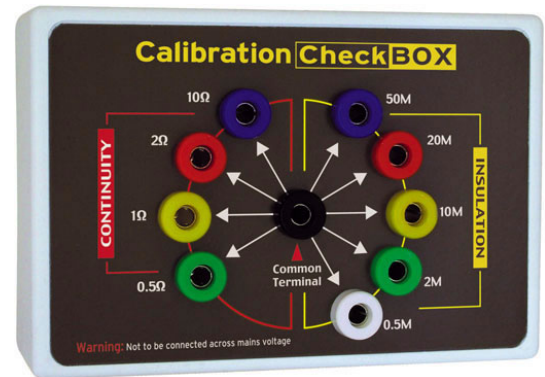 Calibration CheckBOX
10Ω
50M
2Ω
20M
CONTINUITY
INSULATION
1Ω
10M
Common
Terminal
0.5Ω
2M
0.5M
Warning: Not to be connected across mains voltage